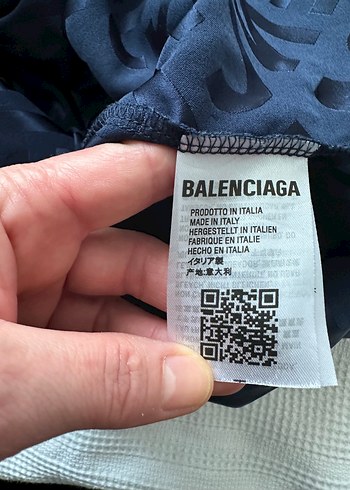 BALENCIAGA
PRODOTTO IN ITALIA
MADE IN ITALY
HERGESTELLT IN ITALIEN
FABRIQUE EN ITALIE
HECHO EN ITALIA
イタリア製
产地:意大利